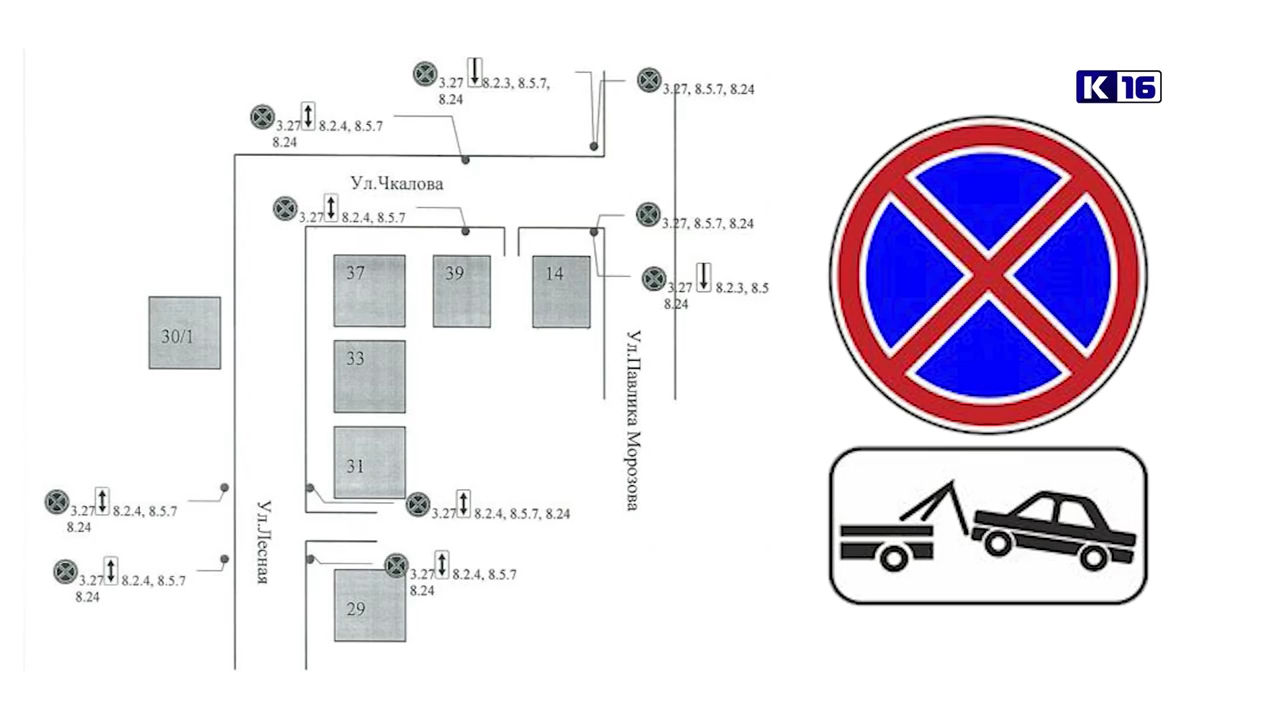 3.27 8.2.3, 8.5.7,
8.24
3.27, 8.5.7, 8.24
К 16
3.27 8.2.4, 8.5.7
8.24
Ул.Чкалова
3.27 8.2.4, 8.5.7
3.27, 8.5.7, 8.24
37
39
14
3.27 8.2.3, 8.5
8.24
30/1
33
Ул.Павлика Морозова
31
3.27 8.2.4, 8.5.7
8.24
3.27 8.2.4, 8.5.7, 8.24
Ул.Лесная
3.27 8.2.4, 8.5.7
8.24
3.27 8.2.4, 8.5.7
8.24
29